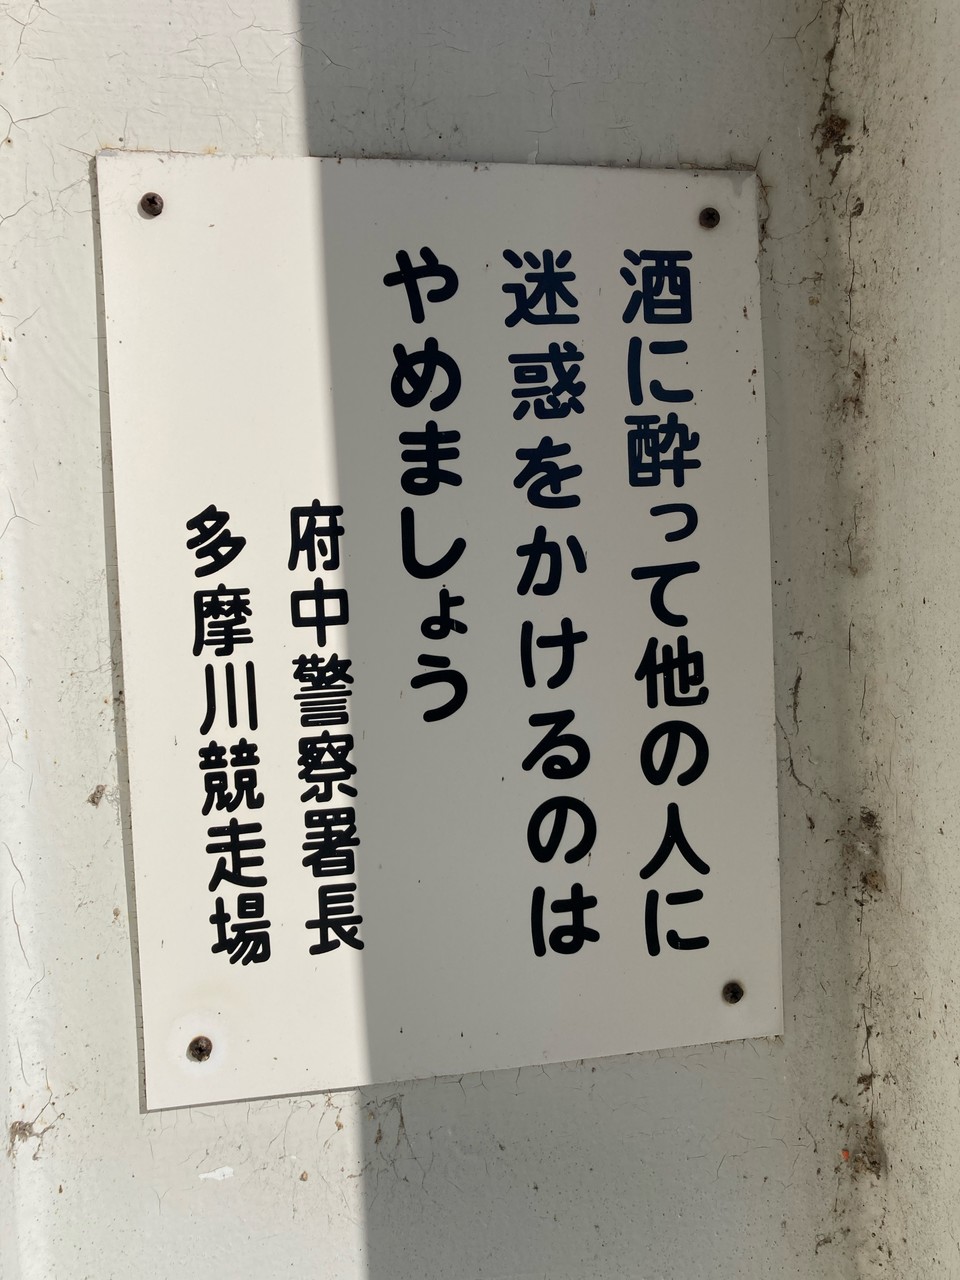 酒に酔って他の人に
迷惑をかけるのは
やめましょう
府中警察署長
多摩川競走場